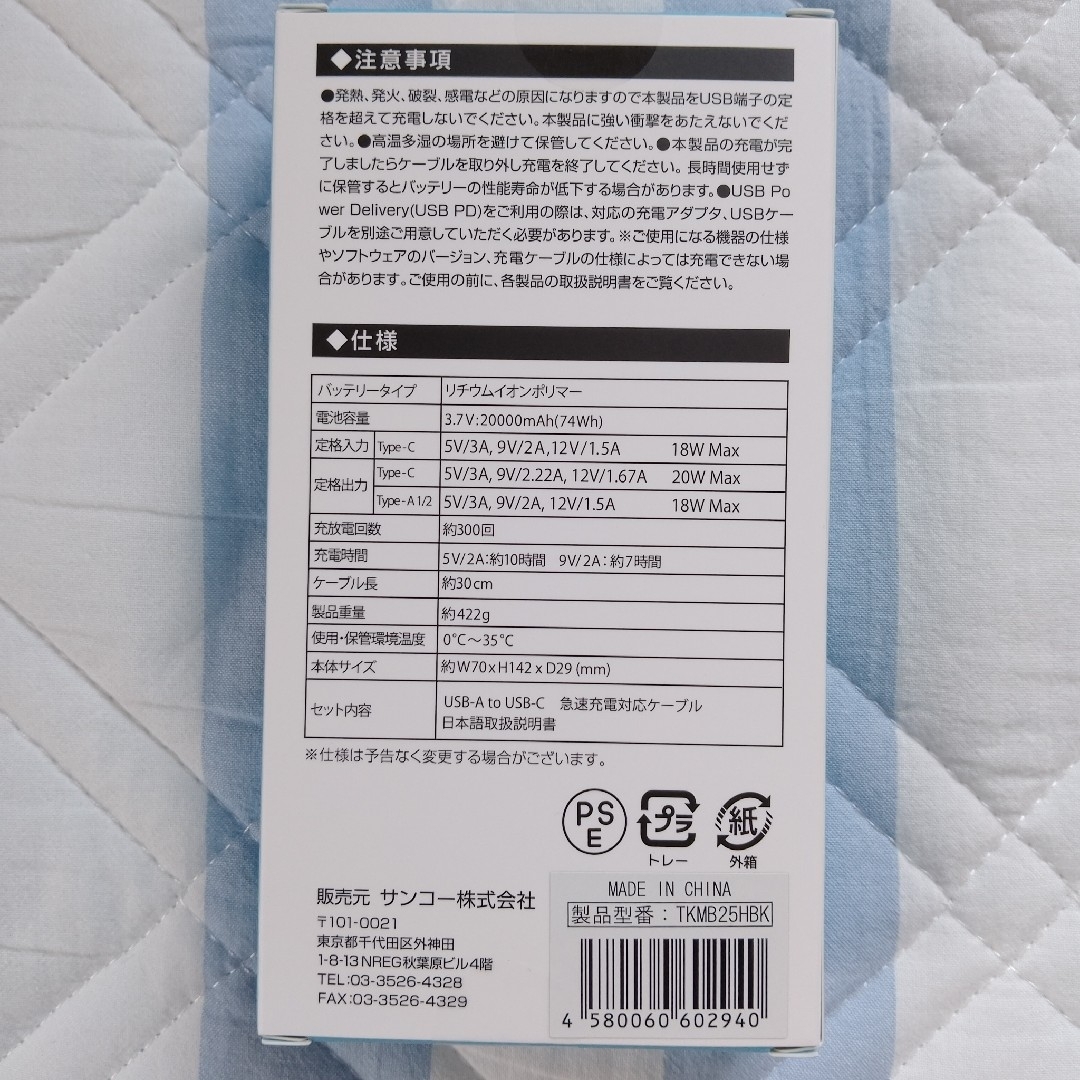 ◆注意事項
●発熱、発火、破裂、感電などの原因になりますので本製品をUSB端子の定
格を超えて充電しないでください。本製品に強い衝撃をあたえないでくだ
さい。●高温多湿の場所を避けて保管してください。●本製品の充電が完
了しましたらケーブルを取り外し充電を終了してください。長時間使用せず
に保管するとバッテリーの性能寿命が低下する場合があります。●USB Po
wer Delivery(USB PD)をご利用の際は、対応の充電アダプタ、USBケー
ブルを別途ご用意していただく必要があります。※ご使用になる機器の仕様
やソフトウェアのバージョン、充電ケーブルの仕様によっては充電できない場
合があります。ご使用の前に、各製品の取扱説明書をご覧ください。
◆仕様
バッテリータイプ リチウムイオンポリマー
電池容量 3.7V:20000mAh(74Wh)
定格入力 Type-C 5V/3A, 9V/2A,12V/1.5A 18W Max
定格出力 Type-C 5V/3A, 9V/2.22A, 12V/1.67A 20W Max
Type-A 1/2 5V/3A, 9V/2A, 12V/1.5A 18W Max
充放電回数 約300回
充電時間 5V/2A:約10時間 9V/2A:約7時間
ケーブル長 約30cm
製品重量 約422g
使用・保管環境温度 0℃〜35℃
本体サイズ 約W70xH142xD29(mm)
セット内容 USB-A to USB-C 急速充電対応ケーブル
日本語取扱説明書
※仕様は予告なく変更する場合がございます。
PS
E
プラ
トレー
紙
外箱
販売元 サンコー株式会社
〒101-0021
東京都千代田区外神田
1-8-13 NREG秋葉原ビル4階
TEL:03-3526-4328
FAX:03-3526-4329
MADE IN CHINA
製品型番:TKMB25HBK
4 580060 602940